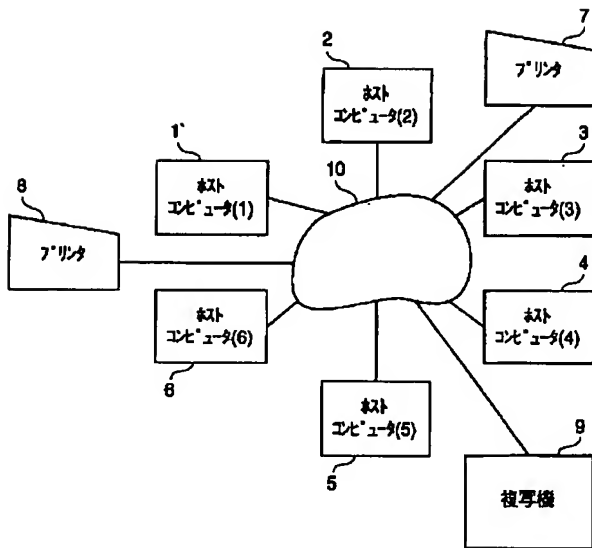 7
プリンタ
2
ホスト
コンピュータ(2)
1
ホスト
コンピュータ(1)
3
ホスト
コンピュータ(3)
10
8
プリンタ
4
ホスト
コンピュータ(4)
ホスト
コンピュータ(6)
6
ホスト
コンピュータ(5)
5
9
複写機